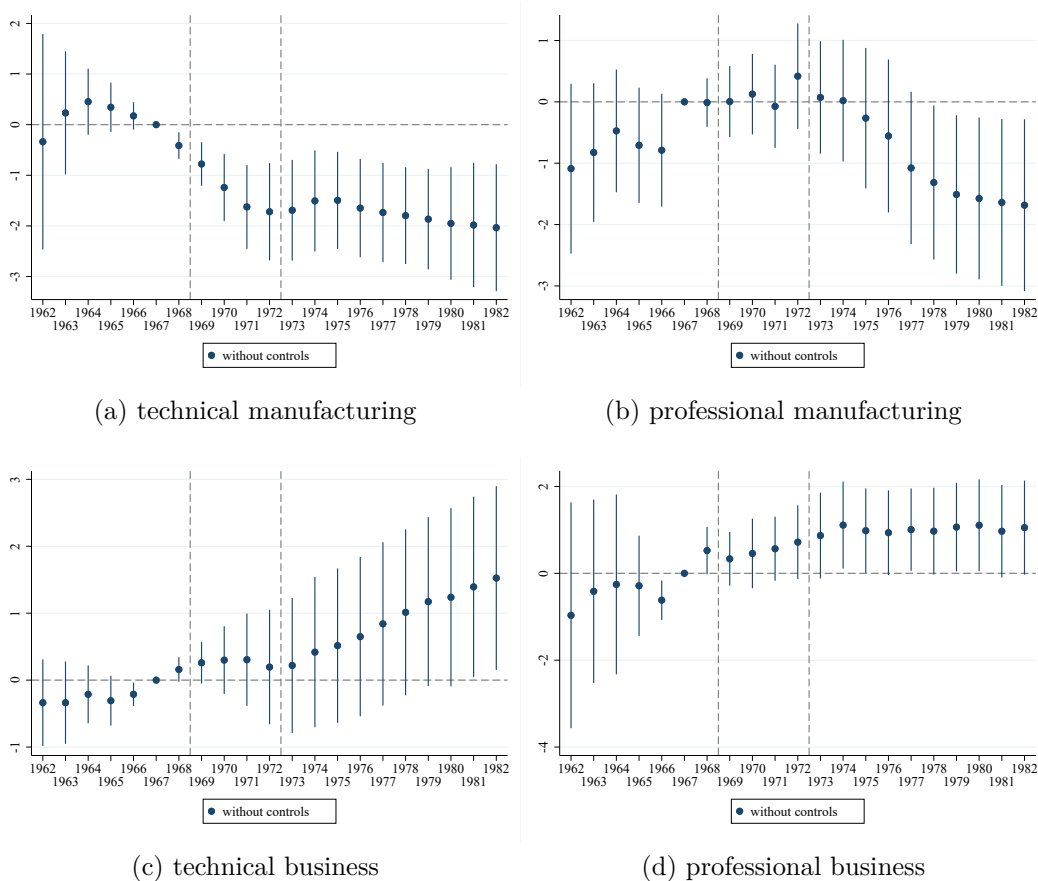 2
1
0
-1
-2
-3
1962 1964 1966 1968 1970 1972 1974 1976 1978 1980 1982
1963 1965 1967 1969 1971 1973 1975 1977 1979 1981
without controls
(a) technical manufacturing
1
0
-1
-2
-3
1962 1964 1966 1968 1970 1972 1974 1976 1978 1980 1982
1963 1965 1967 1969 1971 1973 1975 1977 1979 1981
without controls
(b) professional manufacturing
3
2
1
0
-1
1962 1964 1966 1968 1970 1972 1974 1976 1978 1980 1982
1963 1965 1967 1969 1971 1973 1975 1977 1979 1981
without controls
(c) technical business
2
0
-2
-4
1962 1964 1966 1968 1970 1972 1974 1976 1978 1980 1982
1963 1965 1967 1969 1971 1973 1975 1977 1979 1981
without controls
(d) professional business